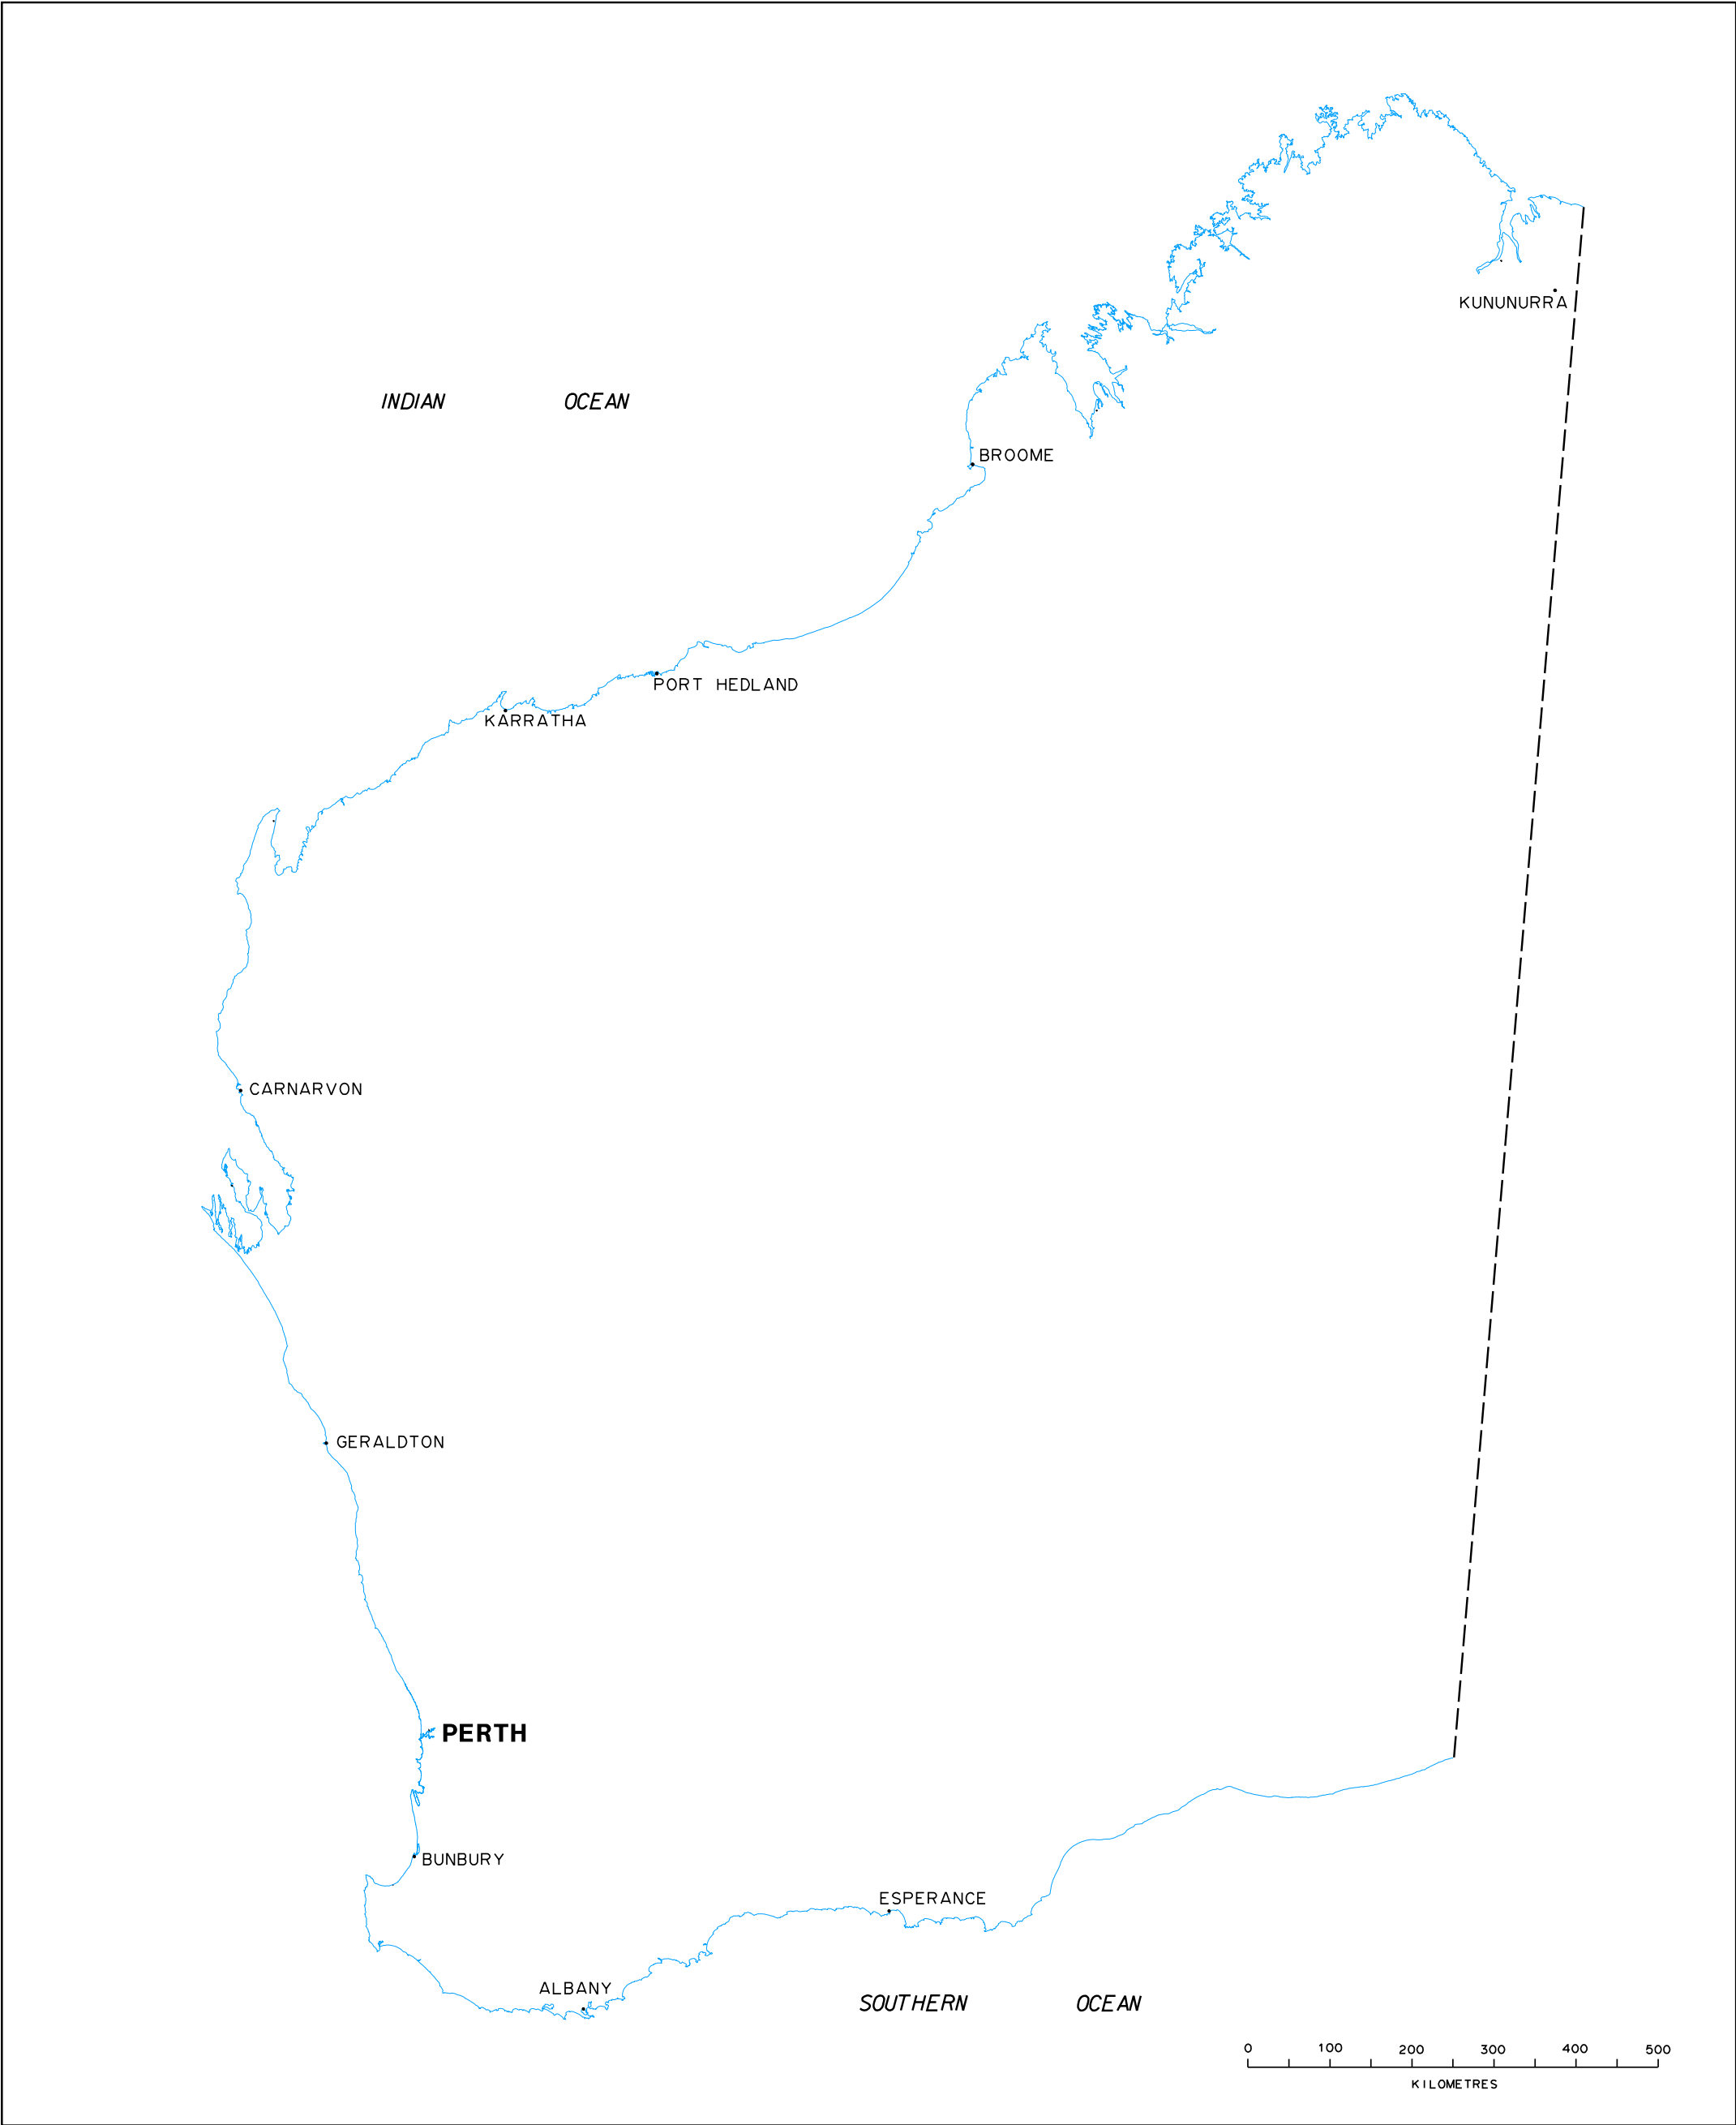 KUNUNURRA
INDIAN OCEAN
BROOME
PORT HEDLAND
KARRATHA
CARNARVON
GERALDTON
PERTH
BUNBURY
ESPERANCE
ALBANY
SOUTHERN OCEAN
0 100 200 300 400 500
KILOMETRES